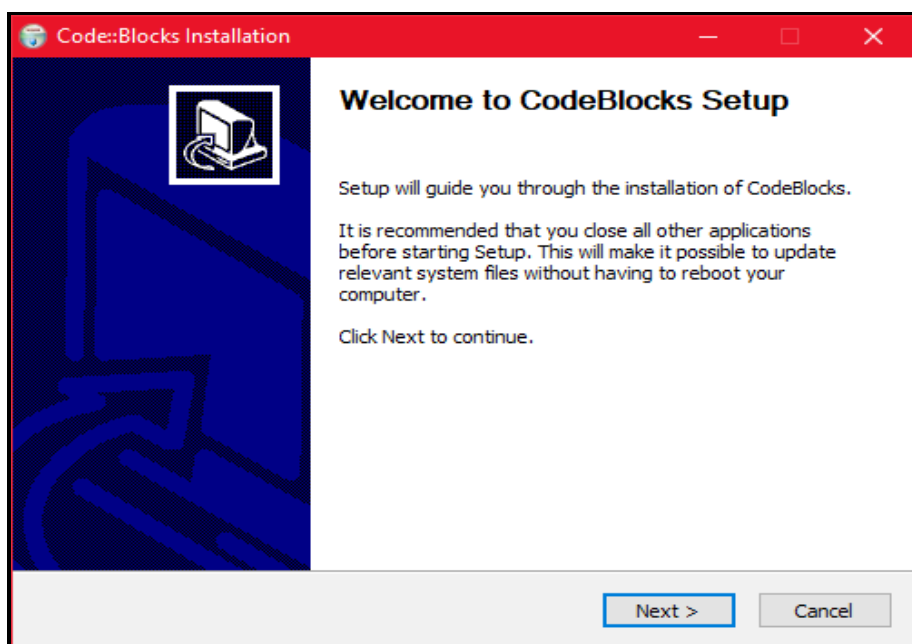 Code::Blocks Installation
Welcome to CodeBlocks Setup
Setup will guide you through the installation of CodeBlocks.
It is recommended that you close all other applications
before starting Setup. This will make it possible to update
relevant system files without having to reboot your
computer.
Click Next to continue.
Next >
Cancel